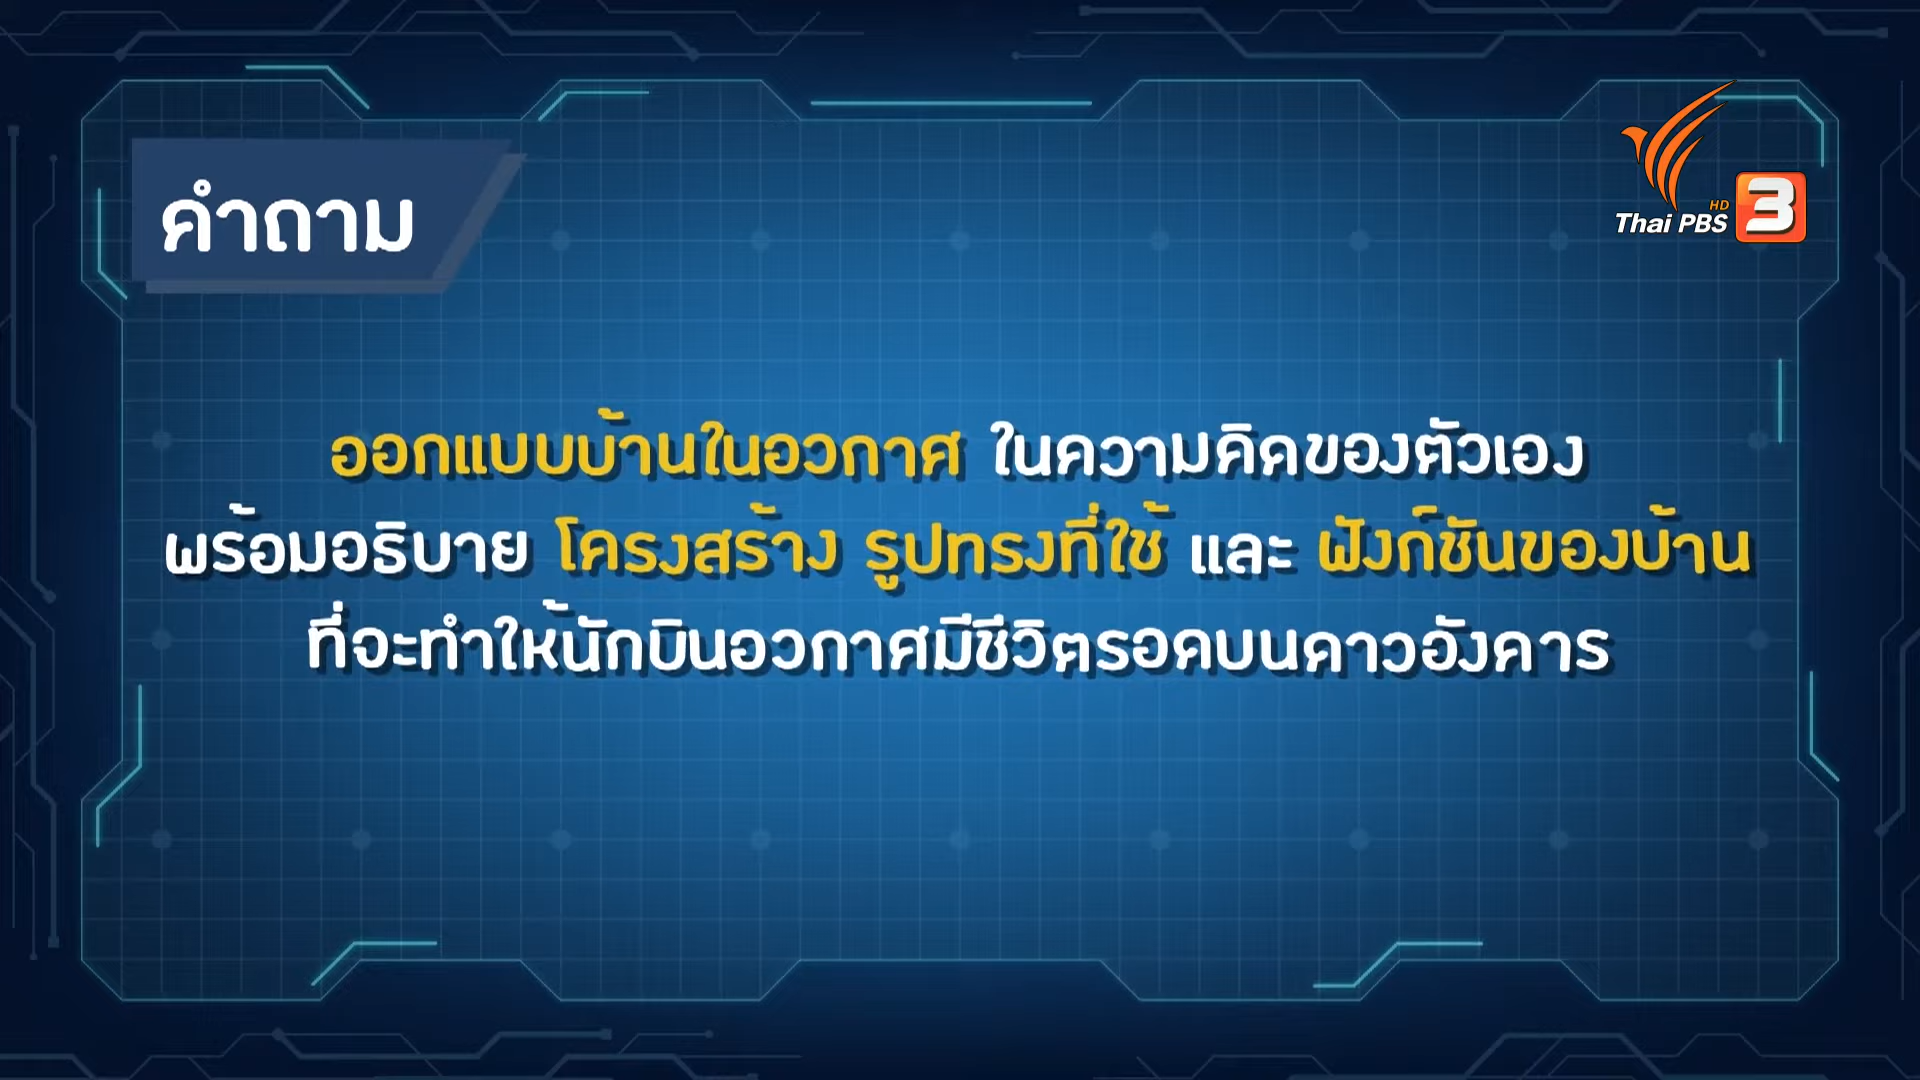 คำถาม
HD
Thai PBS 3
ออกแบบบ้านในอวกาศ ในความคิดของตัวเอง
พร้อมอธิบาย โครงสร้าง รูปทรงที่ใช้ และ ฟังก์ชันของบ้าน
ที่จะทำให้นักบินอวกาศมีชีวิตรอดบนดาวอังคาร